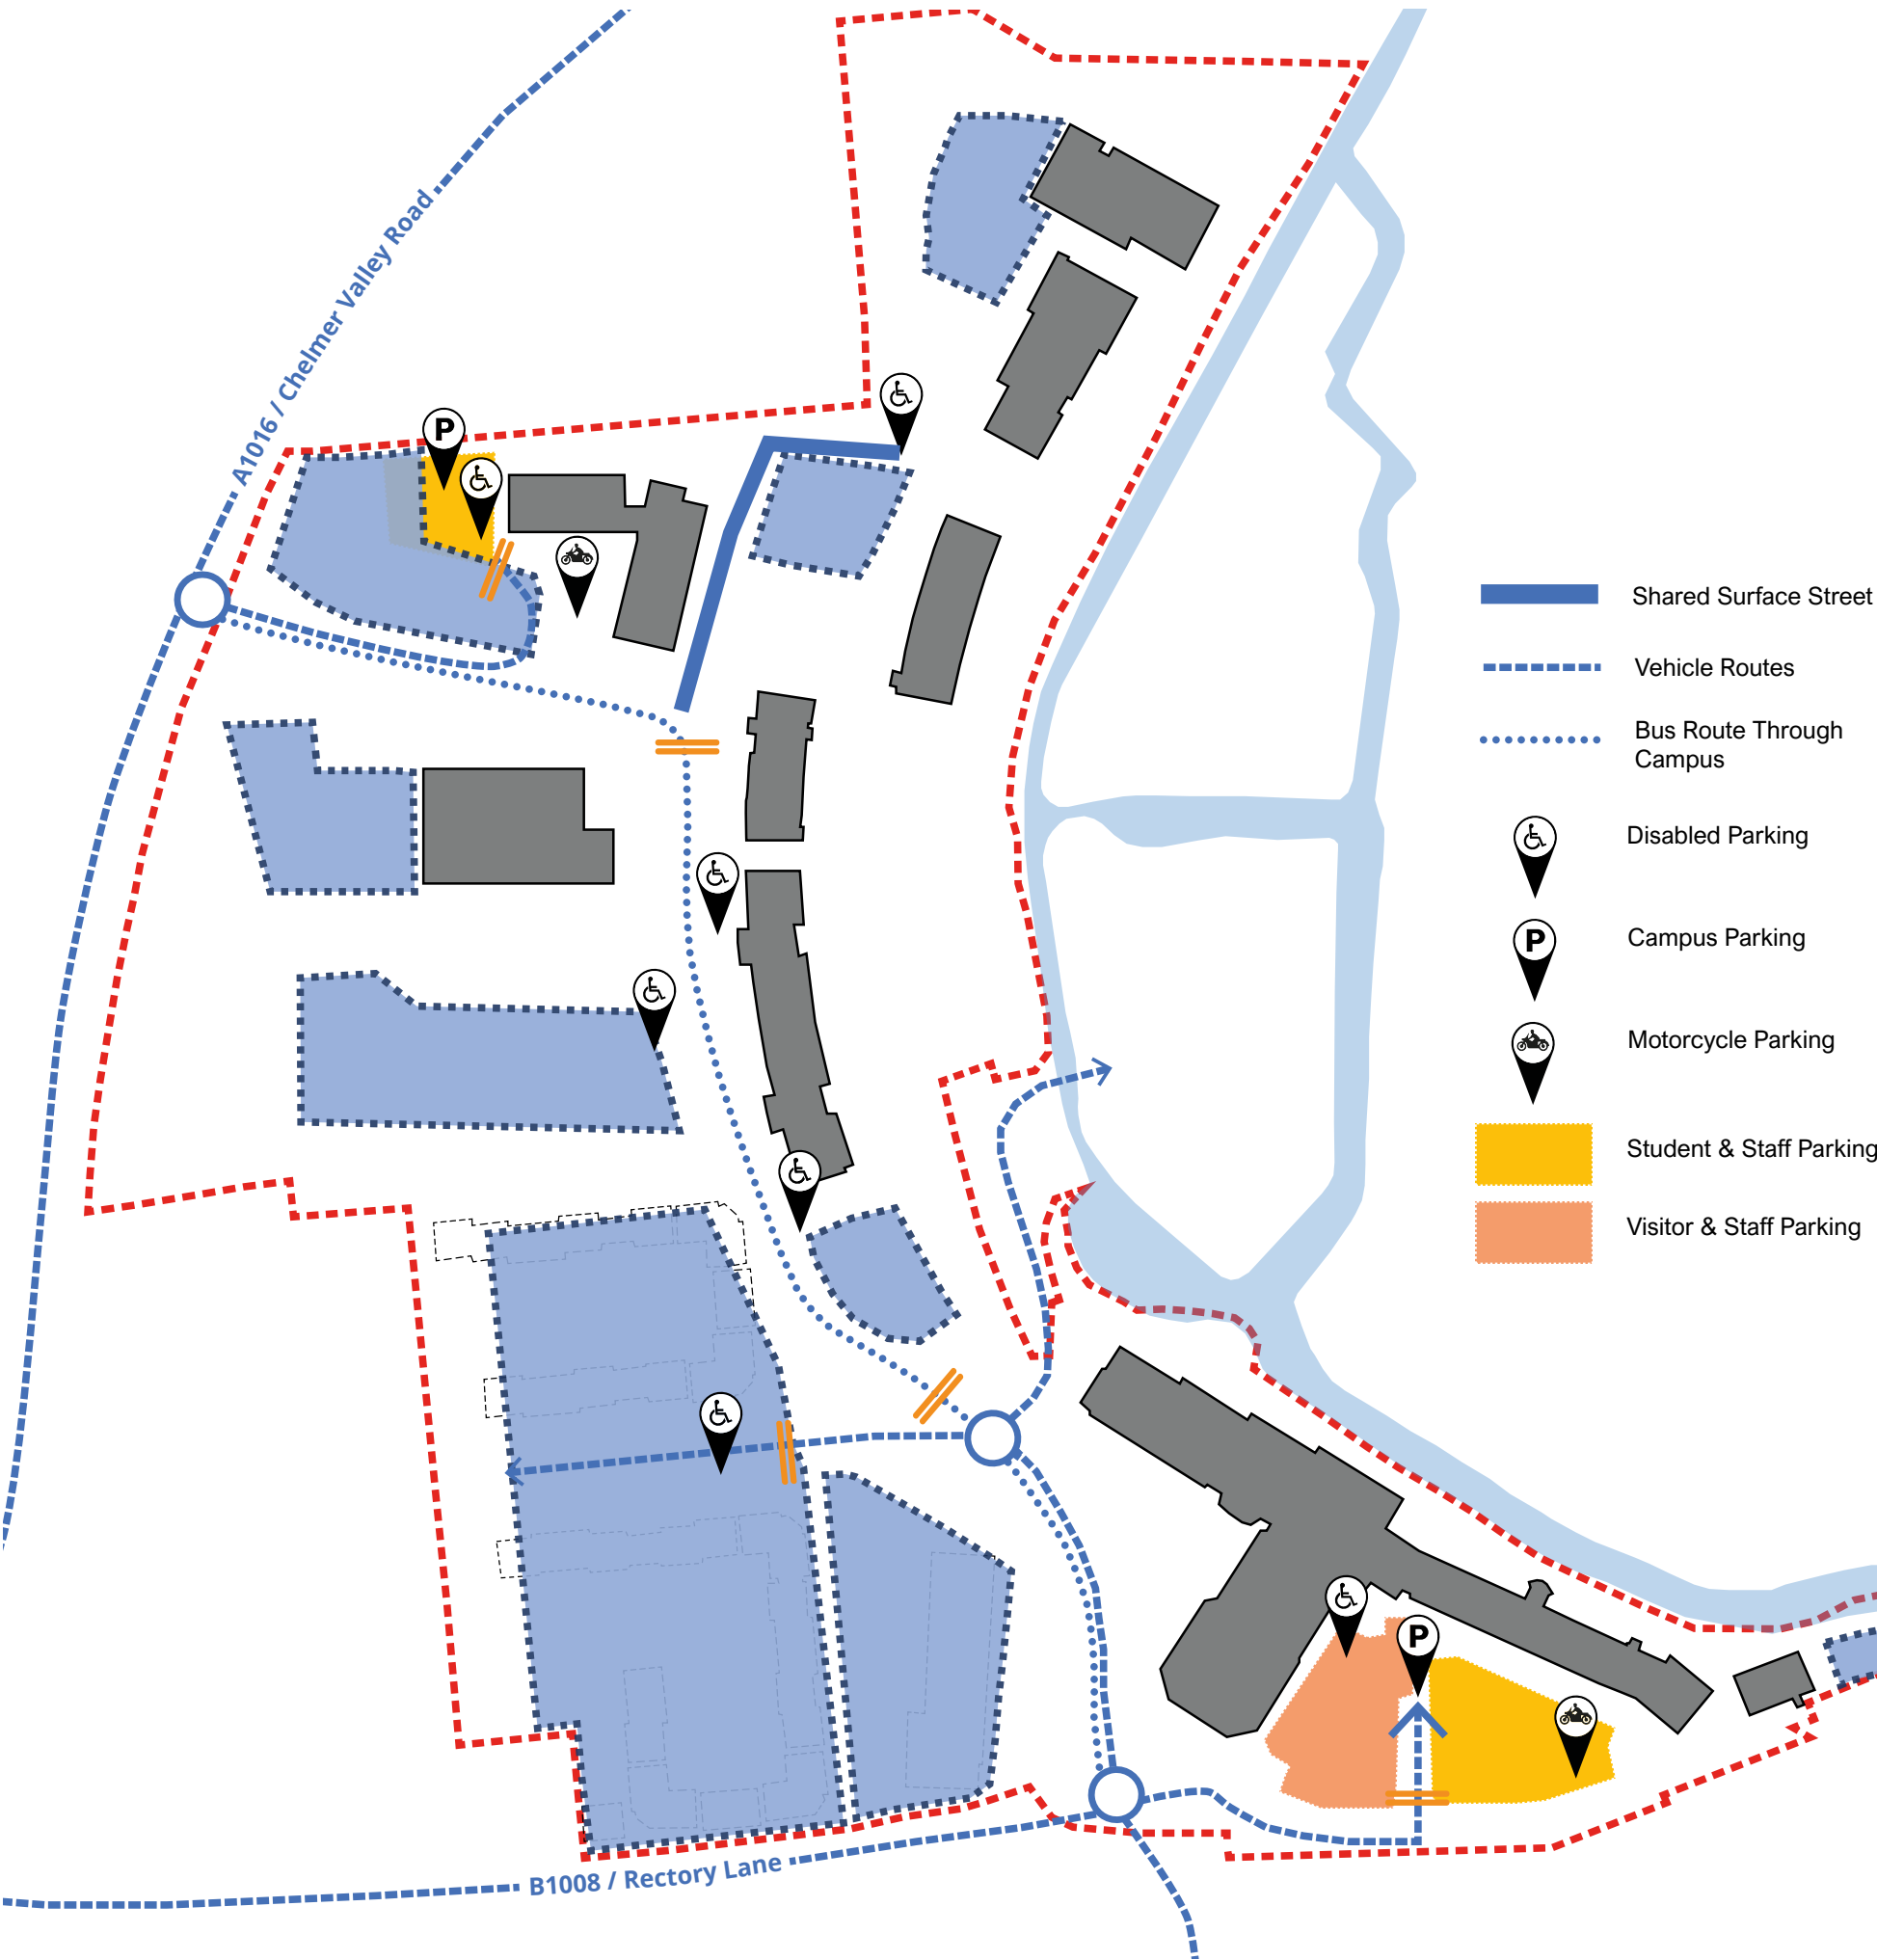 A1016 / Chelmer Valley Road
P
Shared Surface Street
Vehicle Routes
Bus Route Through
Campus
Disabled Parking
P
Campus Parking
Motorcycle Parking
Student & Staff Parking
Visitor & Staff Parking
P
B1008 / Rectory Lane